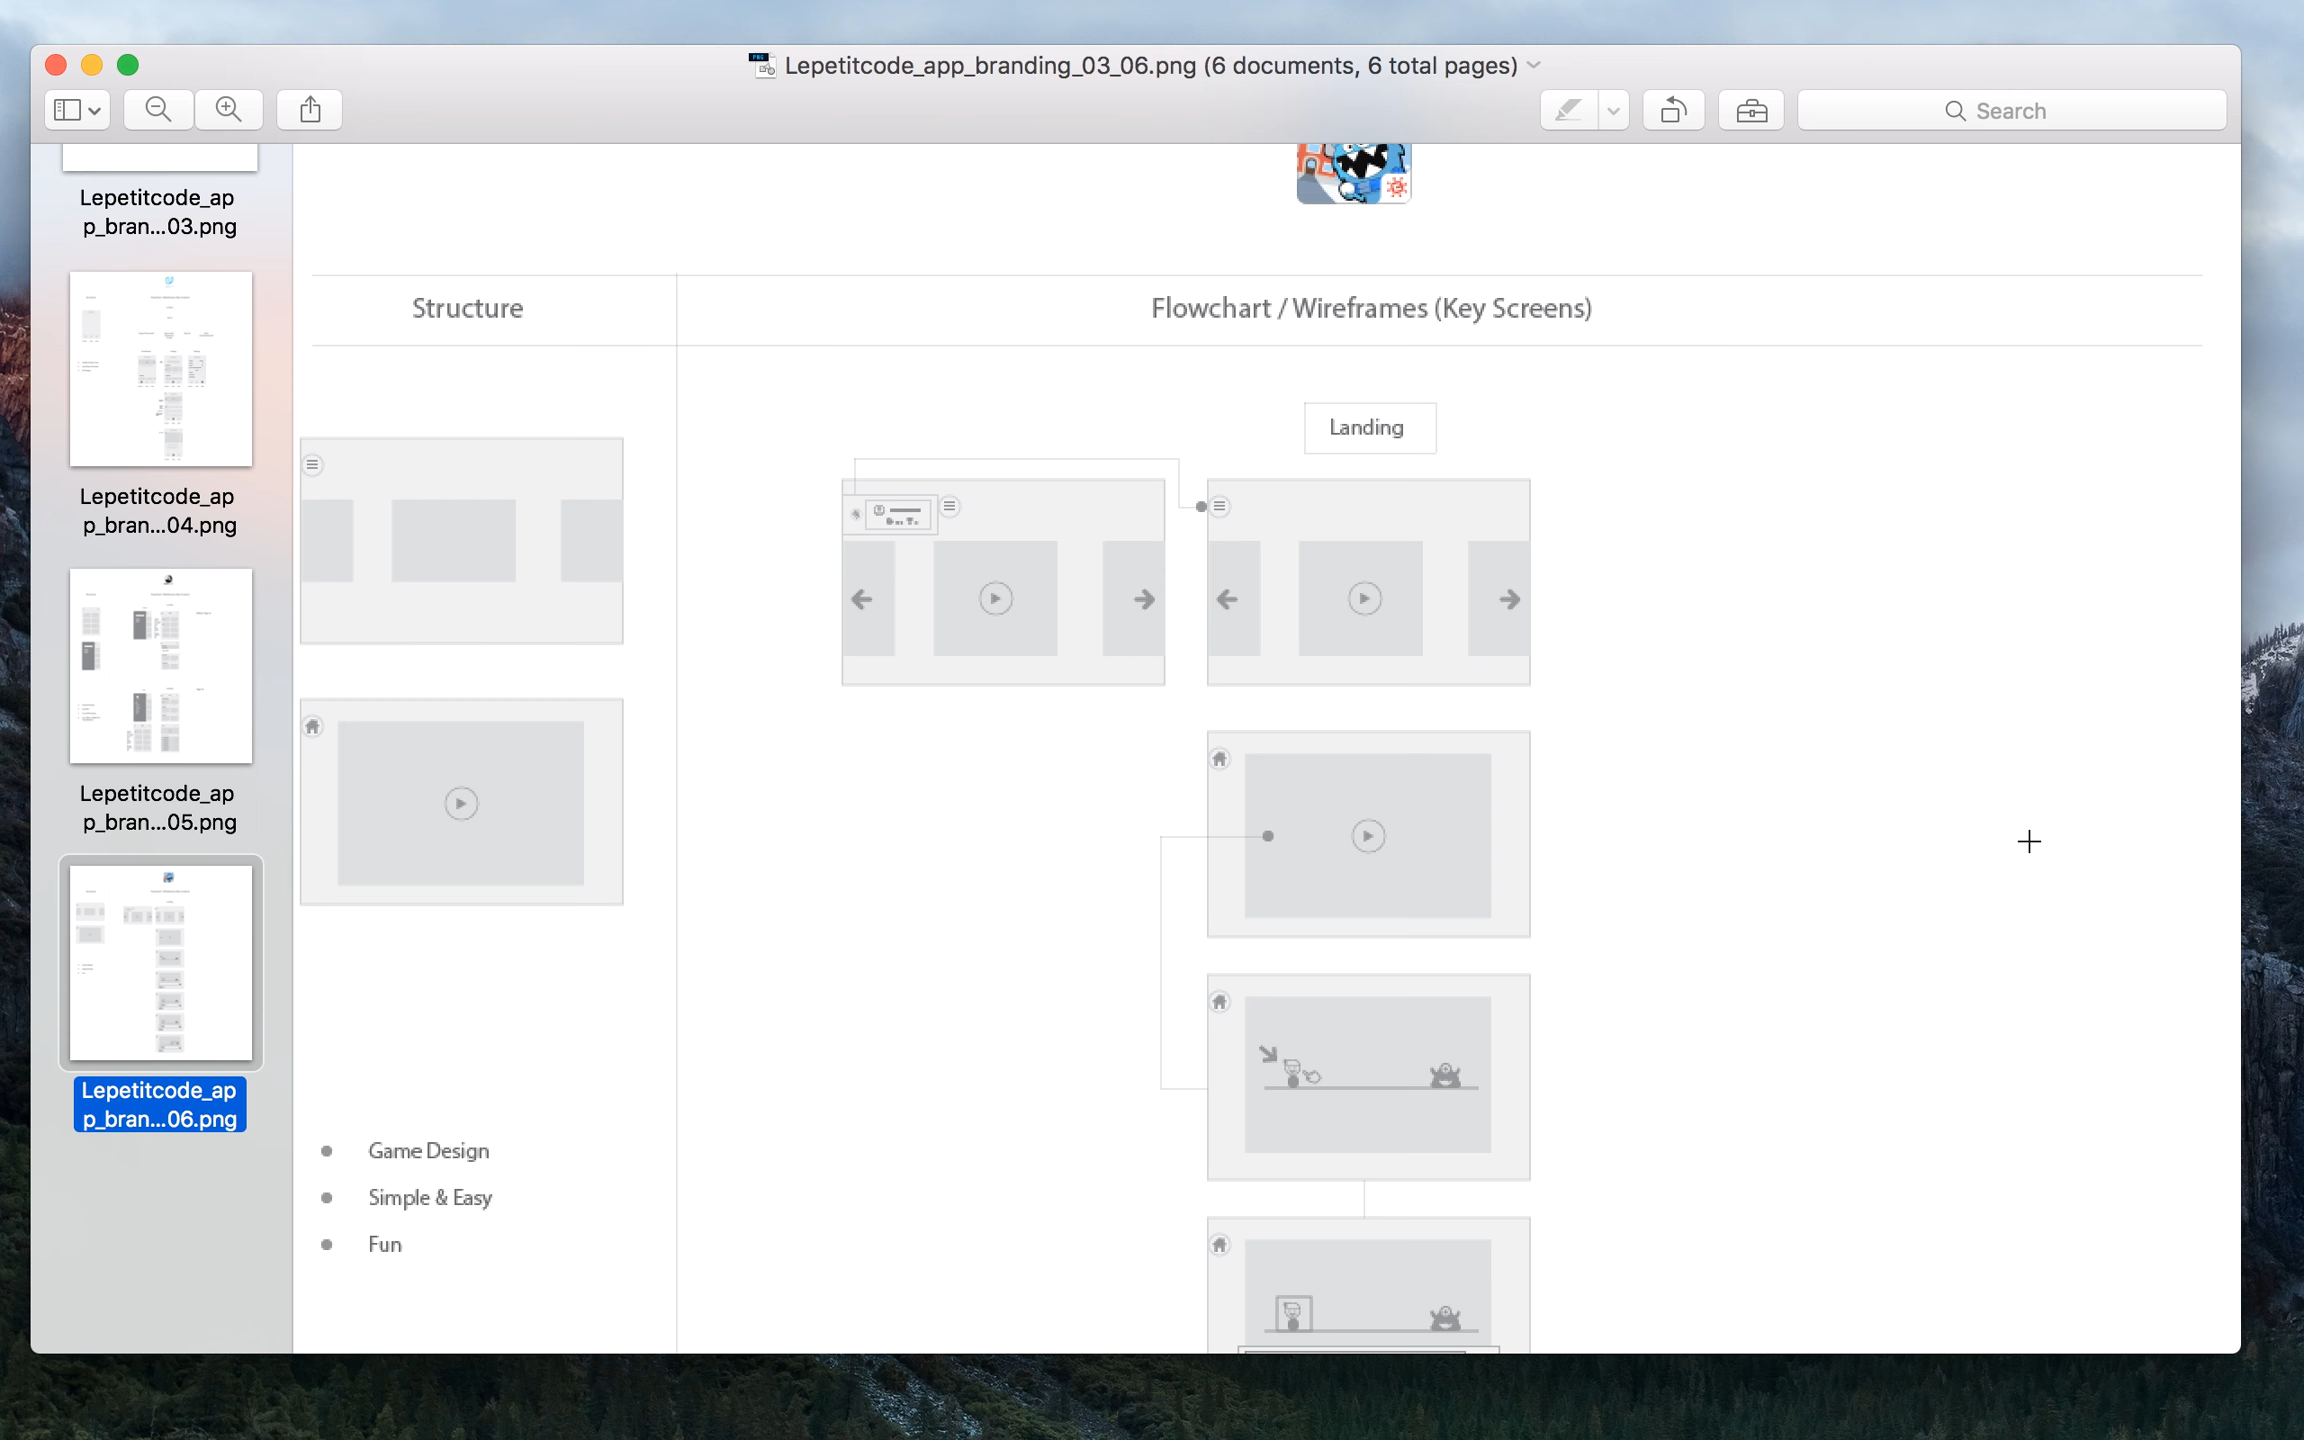 Lepetitcode_app_branding_03_06.png (6 documents, 6 total pages)
Search
Lepetitcode_ap
p_bran...03.png
Lepetitcode_ap
p_bran...04.png
Lepetitcode_ap
p_bran...05.png
Lepetitcode_ap
p_bran...06.png
Structure
Flowchart / Wireframes (Key Screens)
Landing
Game Design
Simple & Easy
Fun